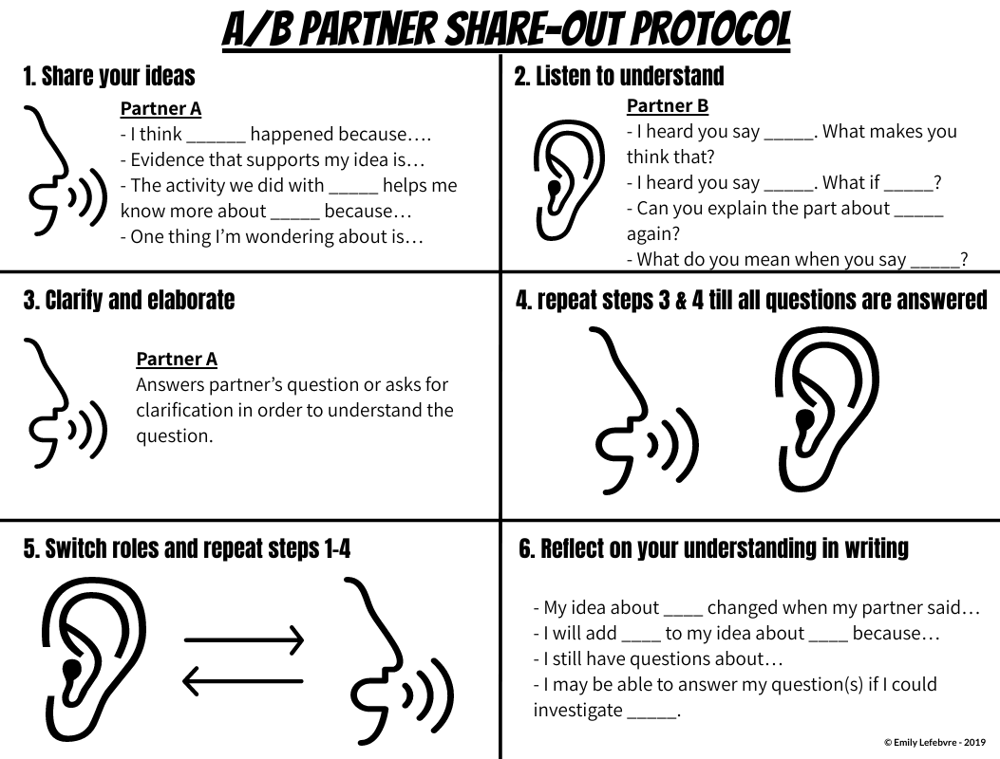 A/B PARTNER SHARE-OUT PROTOCOL
1. Share your ideas
Partner A
- I think ______ happened because….
- Evidence that supports my idea is…
- The activity we did with _____ helps me
know more about _____ because…
- One thing I’m wondering about is…
2. Listen to understand
Partner B
- I heard you say _____. What makes you
think that?
- I heard you say _____. What if _____?
- Can you explain the part about _____
again?
- What do you mean when you say _____?
3. Clarify and elaborate
Partner A
Answers partner’s question or asks for
clarification in order to understand the
question.
4. repeat steps 3 & 4 till all questions are answered
5. Switch roles and repeat steps 1-4
6. Reflect on your understanding in writing
- My idea about ____ changed when my partner said…
- I will add ____ to my idea about ____ because…
- I still have questions about…
- I may be able to answer my question(s) if I could
investigate _____.
© Emily Lefebvre - 2019